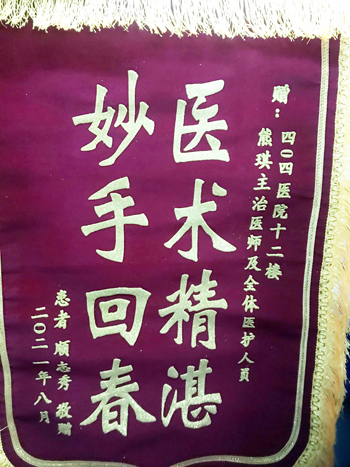 赠：四〇四医院十二楼
熊琪主治医师及全体医护人员
医术精湛
妙手回春
患者 顾志秀 敬赠
二〇二一年八月